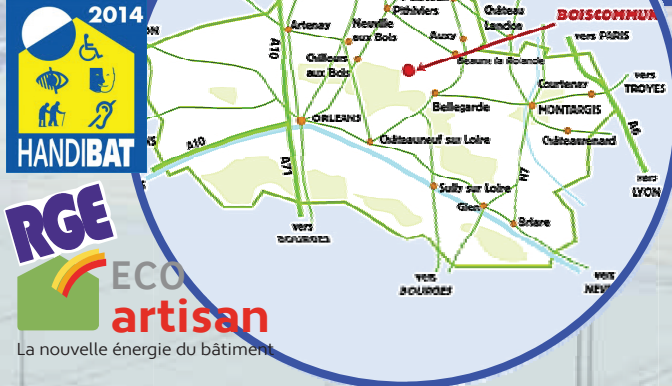 2014
HANDIBAT
RGE
ECO
artisan
La nouvelle énergie du bâtiment
Artenay
Neuville
aux Bois
Pithiviers
Château
Landon
BOISCOMMUN
vers PARIS
Auxy
Beaune la Rolande
Chilleurs
aux Bois
A10
Courtenay
vers
TROYES
Bellegarde
MONTARGIS
ORLEANS
A6
Châteauneuf sur Loire
Châteaurenard
A10
A71
N7
vers
LYON
Sully sur Loire
Gien
Briare
vers
BOURGES
vers
BOURGES
vers